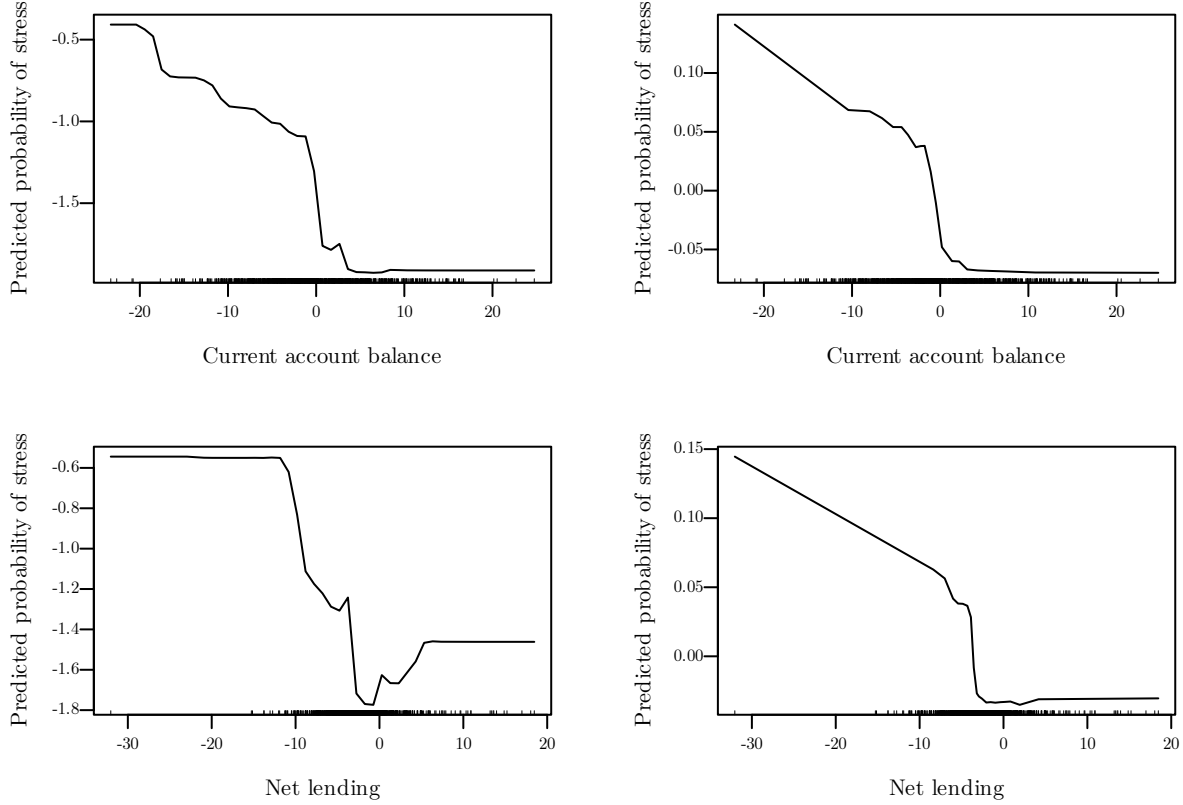 Predicted probability of stress
-0.5
-1.0
-1.5
-20 -10 0 10 20
Current account balance
Predicted probability of stress
0.10
0.05
0.00
-0.05
-20 -10 0 10 20
Current account balance
Predicted probability of stress
-0.6
-0.8
-1.0
-1.2
-1.4
-1.6
-1.8
-30 -20 -10 0 10 20
Net lending
Predicted probability of stress
0.15
0.10
0.05
0.00
-30 -20 -10 0 10 20
Net lending